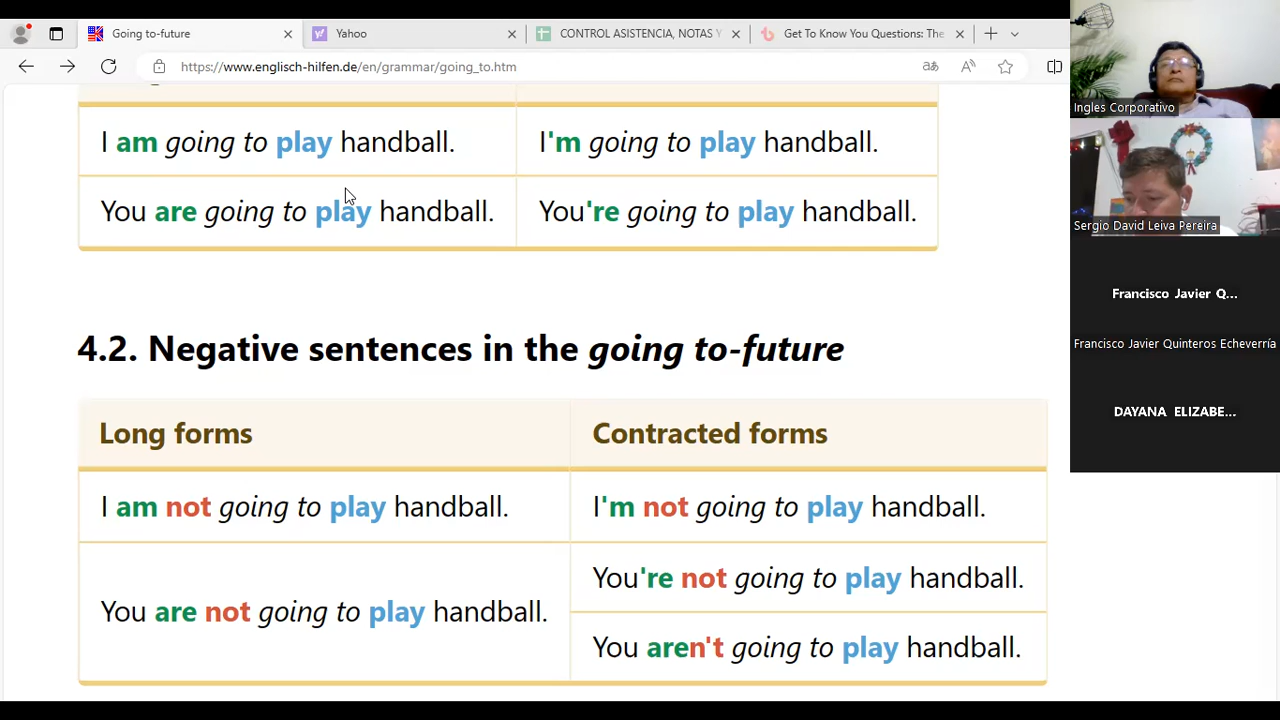 Going to-future
Yahoo
CONTROL ASISTENCIA, NOTAS Y
Get To Know You Questions: The
https://www.englisch-hilfen.de/en/grammar/going_to.htm
I am going to play handball.
I'm going to play handball.
You are going to play handball.
You're going to play handball.
4.2. Negative sentences in the going to-future
Long forms
Contracted forms
I am not going to play handball.
I'm not going to play handball.
You are not going to play handball.
You're not going to play handball.
You aren't going to play handball.
Ingles Corporativo
Sergio David Leiva Pereira
Francisco Javier Q...
Francisco Javier Quinteros Echeverría
DAYANA ELIZABE...